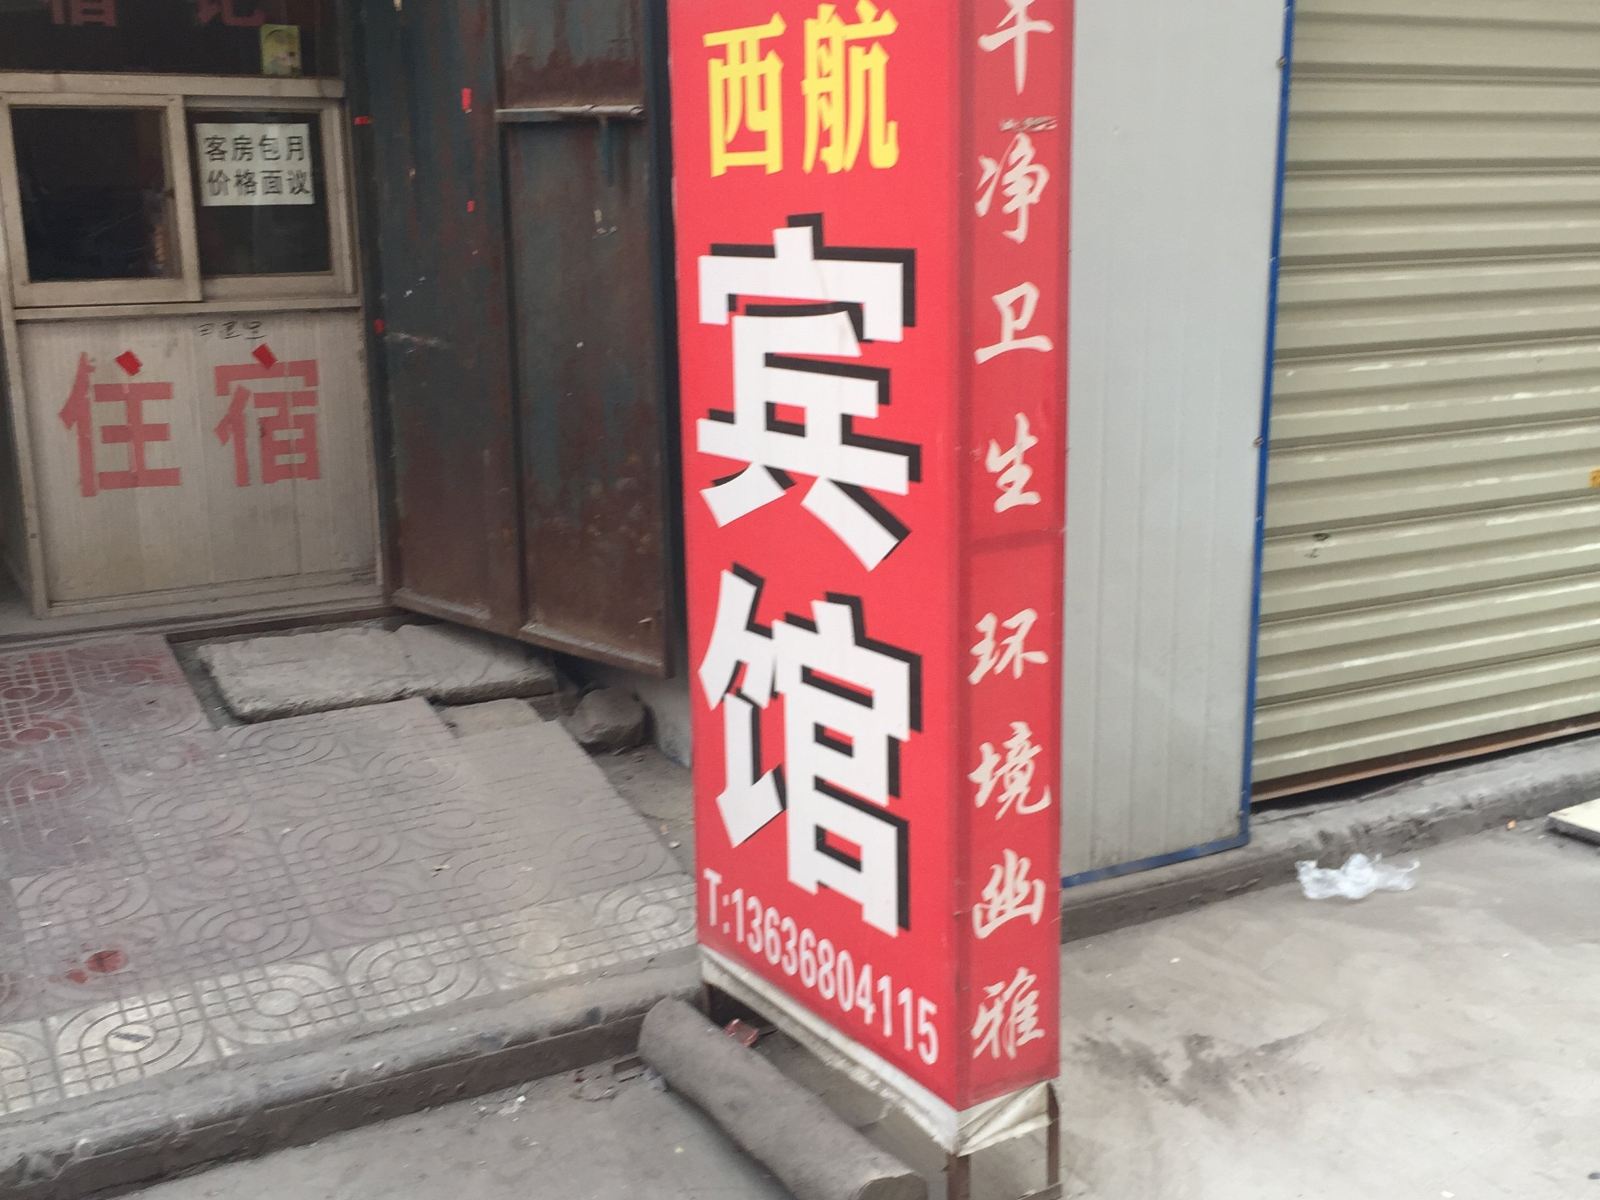 客房包月
价格面议
住宿
西航
宾馆
T:13636804115
净卫生
环境幽雅